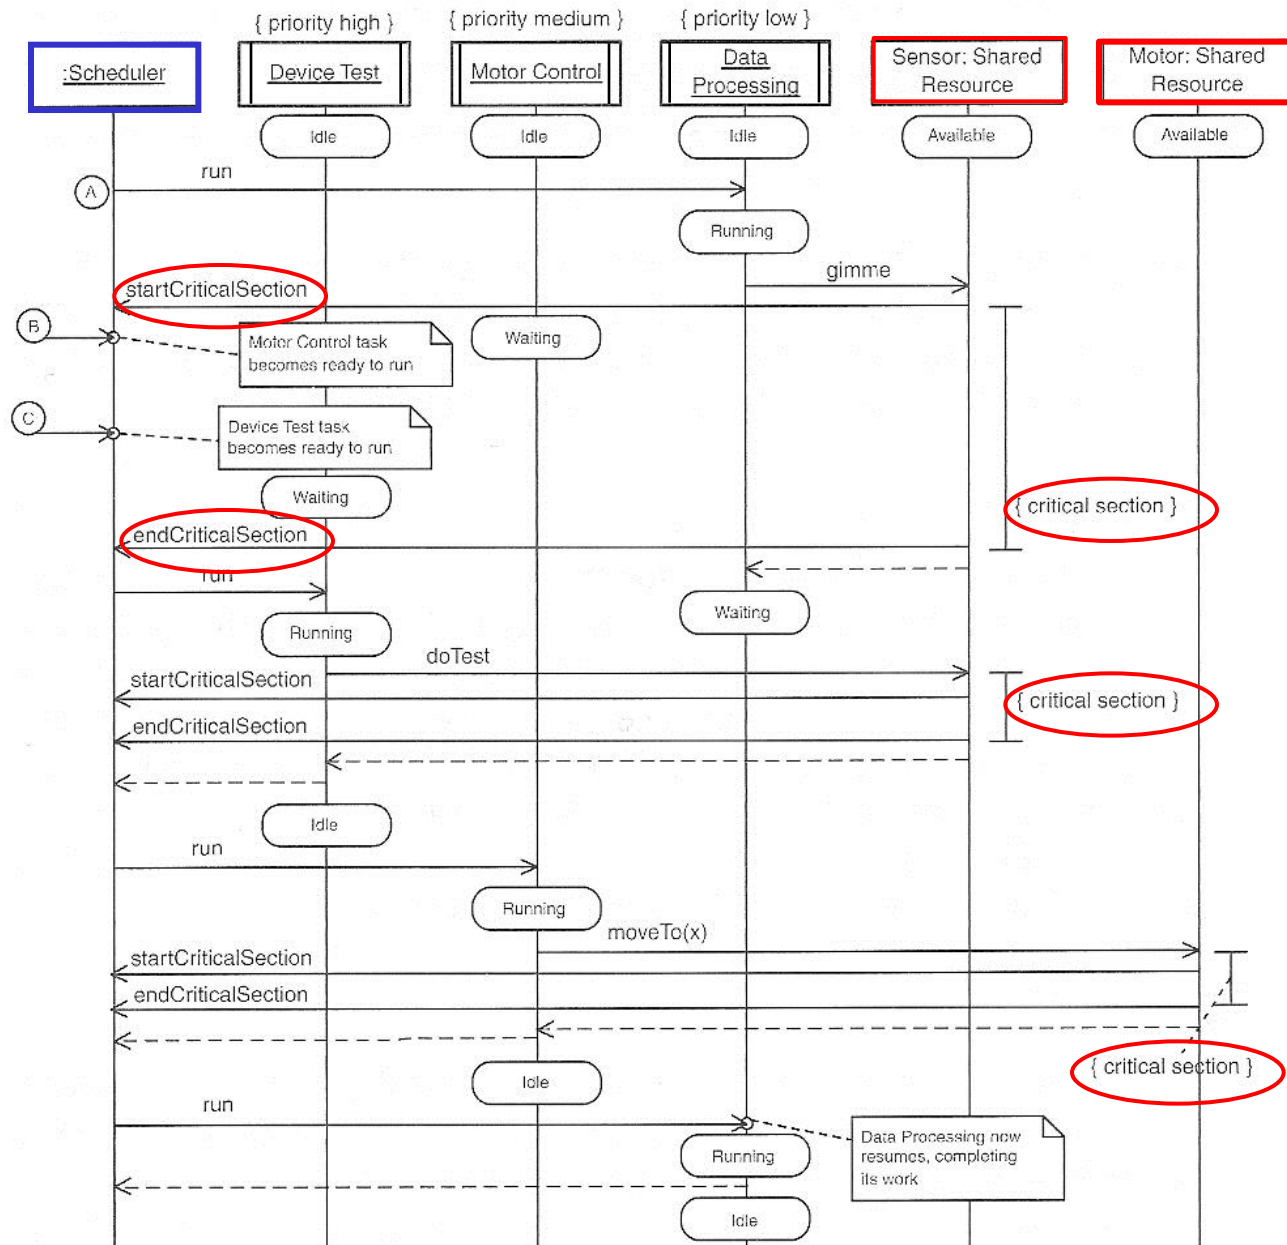 { priority high } { priority medium } { priority low }
:Scheduler
Device Test
Motor Control
Data
Processing
Sensor: Shared
Resource
Motor: Shared
Resource
Idle
Idle
Idle
Available
Available
A
run
Running
gimme
startCriticalSection
B
Motor Control task
becomes ready to run
Waiting
C
Device Test task
becomes ready to run
Waiting
{ critical section }
endCriticalSection
run
Waiting
Running
doTest
startCriticalSection
{ critical section }
endCriticalSection
Idle
run
Running
moveTo(x)
startCriticalSection
endCriticalSection
{ critical section }
Idle
run
Data Processing now
resumes, completing
its work
Running
Idle